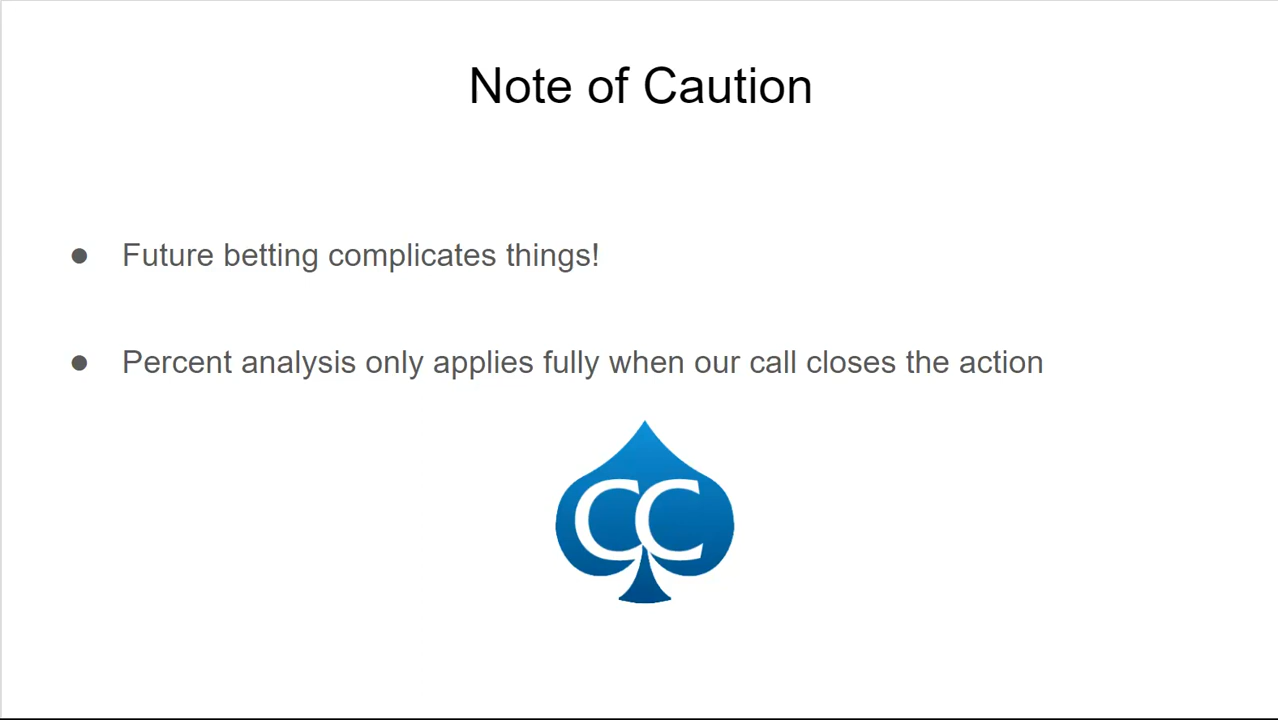 Note of Caution
● Future betting complicates things!
● Percent analysis only applies fully when our call closes the action
CC